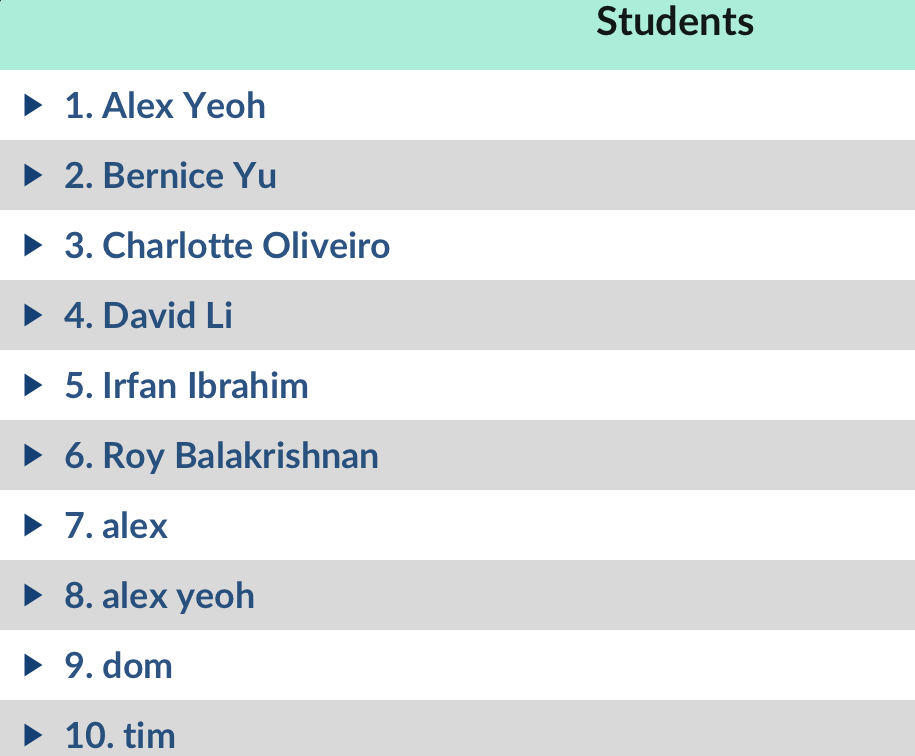 Students
1. Alex Yeoh
2. Bernice Yu
3. Charlotte Oliveiro
4. David Li
5. Irfan Ibrahim
6. Roy Balakrishnan
7. alex
8. alex yeoh
9. dom
10. tim